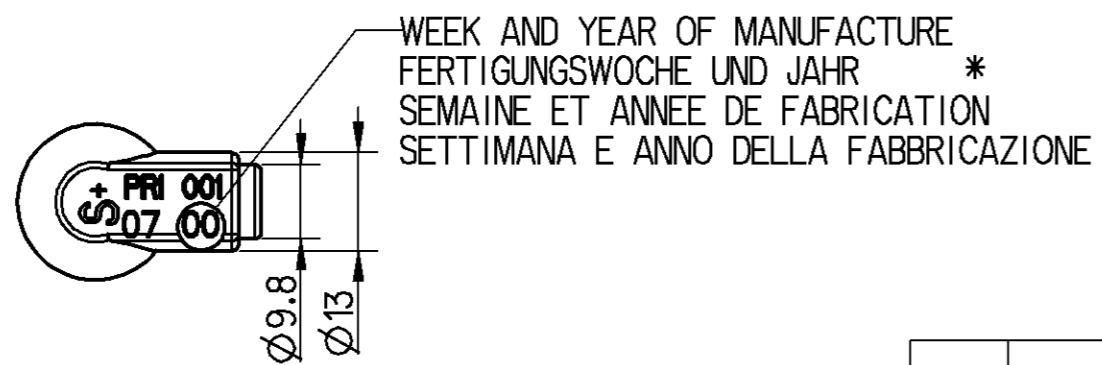 WEEK AND YEAR OF MANUFACTURE
FERTIGUNGSWOCHE UND JAHR *
SEMAINE ET ANNEE DE FABRICATION
SETTIMANA E ANNO DELLA FABBRICAZIONE
S+ PRI 001
07 00
Ø9.8
Ø13